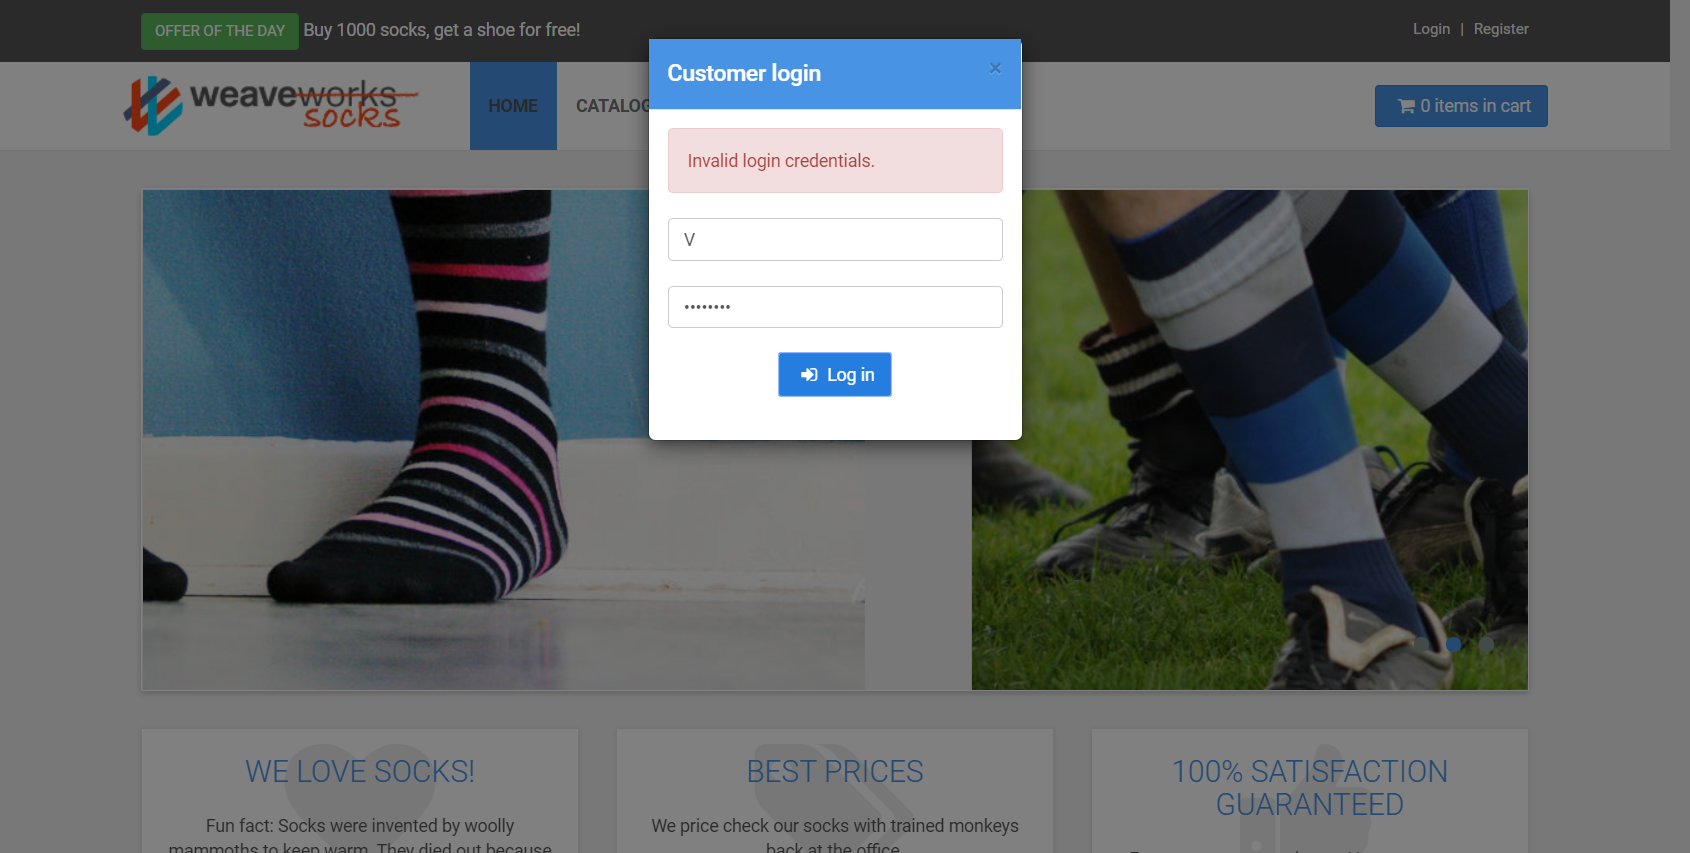 OFFER OF THE DAY Buy 1000 socks, get a shoe for free!
Login | Register
weaveworks
socks
HOME
CATALOG
0 items in cart
Customer login
×
Invalid login credentials.
V
••••••••
Log in
WE LOVE SOCKS!
Fun fact: Socks were invented by woolly
mammoths to keep warm. They died out because
BEST PRICES
We price check our socks with trained monkeys
back at the office
100% SATISFACTION
GUARANTEED